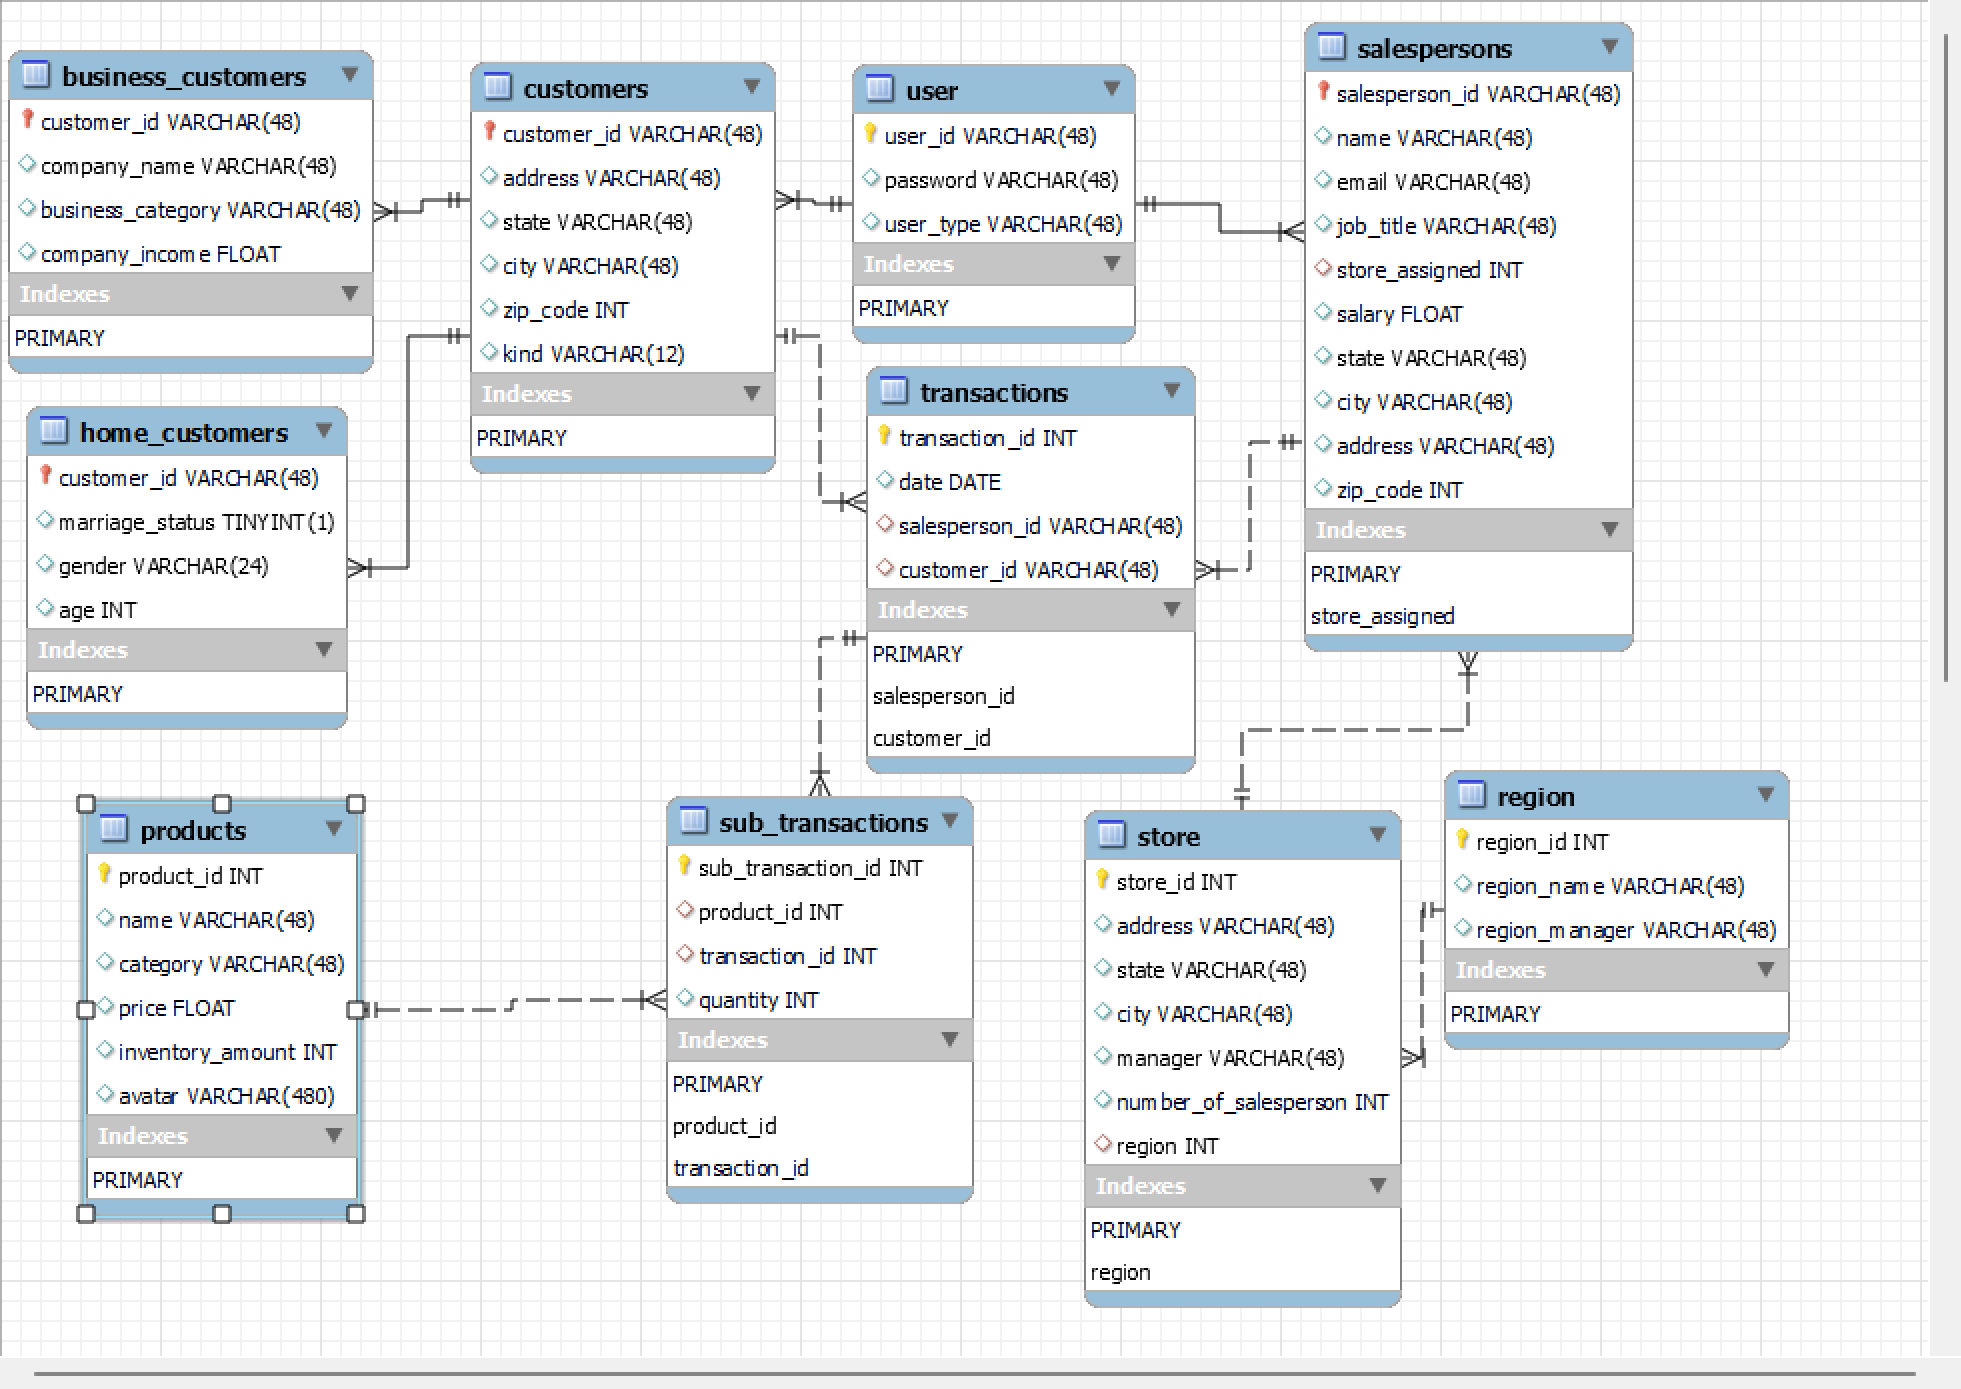 business_customers
customer_id VARCHAR(48)
company_name VARCHAR(48)
business_category VARCHAR(48)
company_income FLOAT
Indexes
PRIMARY
home_customers
customer_id VARCHAR(48)
marriage_status TINYINT(1)
gender VARCHAR(24)
age INT
Indexes
PRIMARY
customers
customer_id VARCHAR(48)
address VARCHAR(48)
state VARCHAR(48)
city VARCHAR(48)
zip_code INT
kind VARCHAR(12)
Indexes
PRIMARY
user
user_id VARCHAR(48)
password VARCHAR(48)
user_type VARCHAR(48)
Indexes
PRIMARY
transactions
transaction_id INT
date DATE
salesperson_id VARCHAR(48)
customer_id VARCHAR(48)
Indexes
PRIMARY
salesperson_id
customer_id
salespersons
salesperson_id VARCHAR(48)
name VARCHAR(48)
email VARCHAR(48)
job_title VARCHAR(48)
store_assigned INT
salary FLOAT
state VARCHAR(48)
city VARCHAR(48)
address VARCHAR(48)
zip_code INT
Indexes
PRIMARY
store_assigned
products
product_id INT
name VARCHAR(48)
category VARCHAR(48)
price FLOAT
inventory_amount INT
avatar VARCHAR(480)
Indexes
PRIMARY
sub_transactions
sub_transaction_id INT
product_id INT
transaction_id INT
quantity INT
Indexes
PRIMARY
product_id
transaction_id
store
store_id INT
address VARCHAR(48)
state VARCHAR(48)
city VARCHAR(48)
manager VARCHAR(48)
number_of_salesperson INT
region INT
Indexes
PRIMARY
region
region
region_id INT
region_name VARCHAR(48)
region_manager VARCHAR(48)
Indexes
PRIMARY